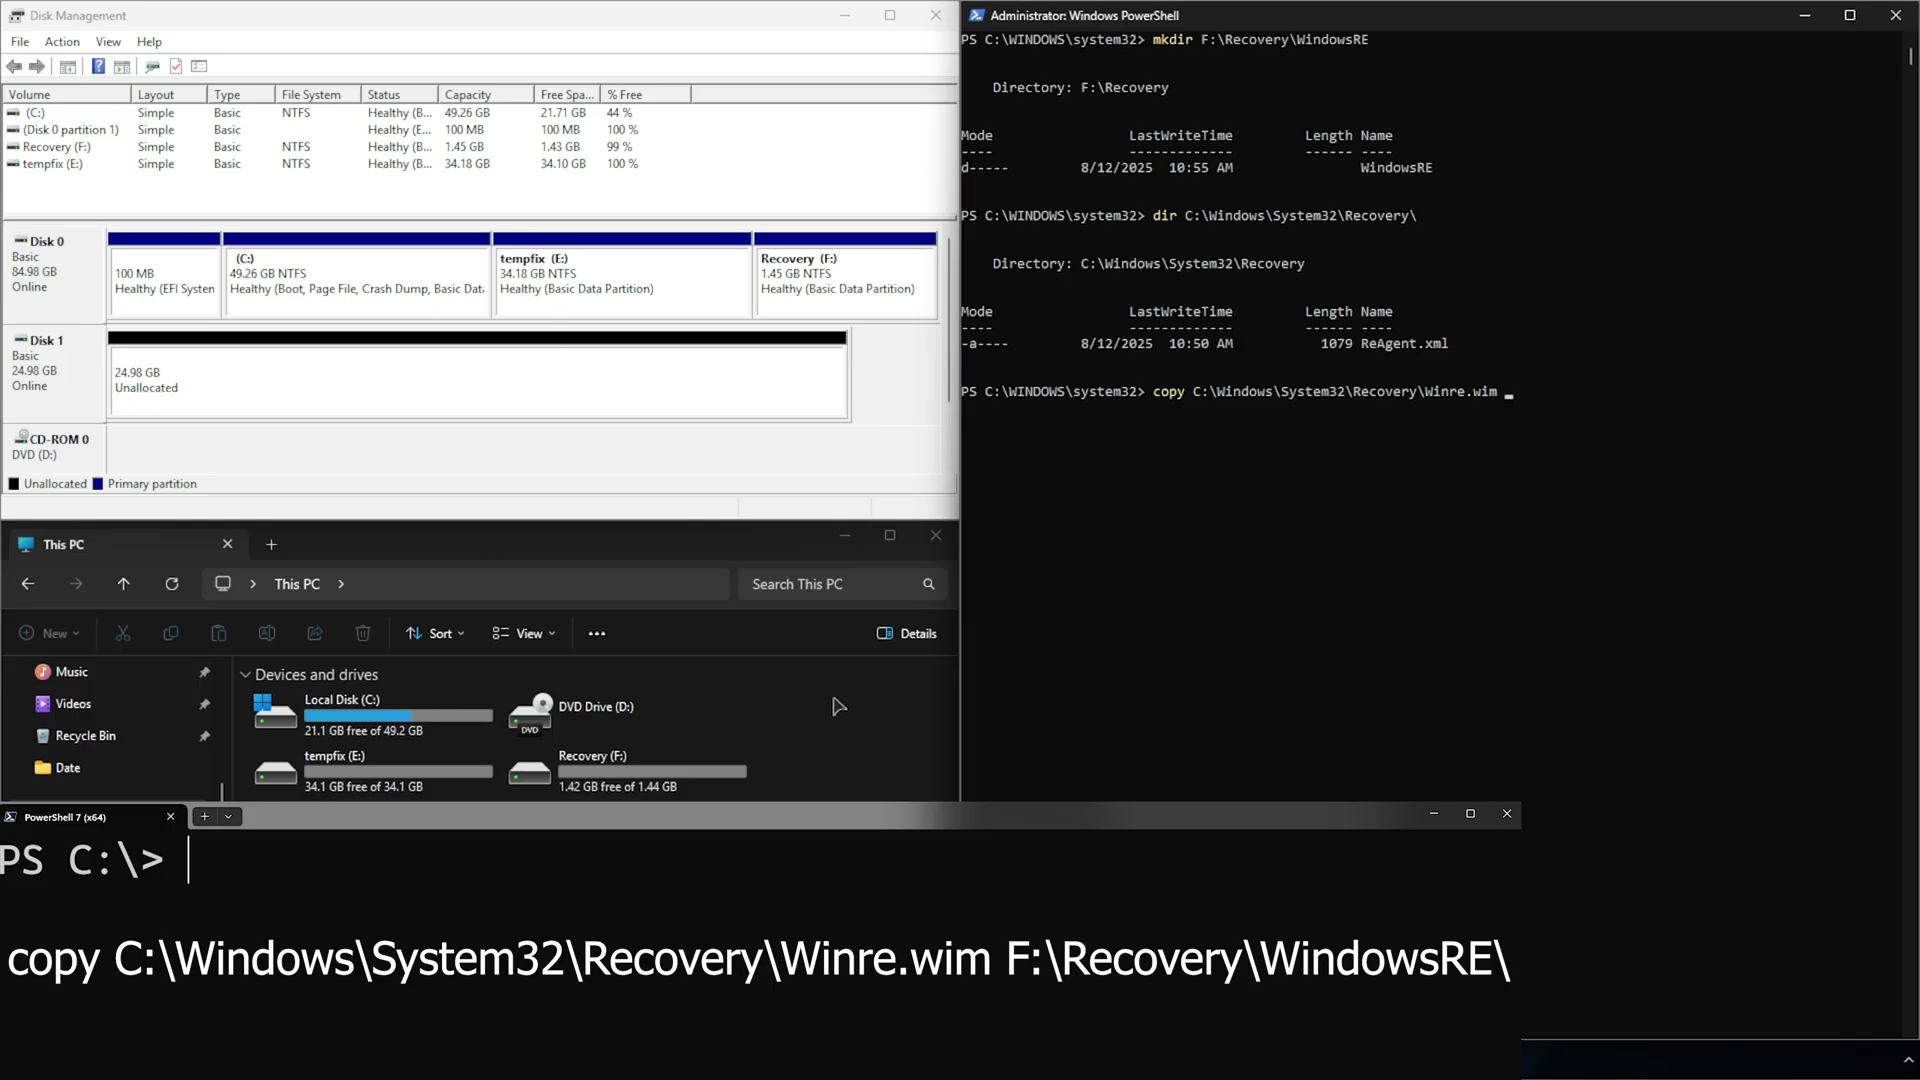 Disk Management
File Action View Help
Volume Layout Type File System Status Capacity Free Spa... % Free
(C:) Simple Basic NTFS Healthy (B... 49.26 GB 21.71 GB 44 %
(Disk 0 partition 1) Simple Basic Healthy (E... 100 MB 100 MB 100 %
Recovery (F:) Simple Basic NTFS Healthy (B... 1.45 GB 1.43 GB 99 %
tempfix (E:) Simple Basic NTFS Healthy (B... 34.18 GB 34.10 GB 100 %
Disk 0
Basic
84.98 GB
Online
100 MB
Healthy (EFI System
(C:)
49.26 GB NTFS
Healthy (Boot, Page File, Crash Dump, Basic Data
tempfix (E:)
34.18 GB NTFS
Healthy (Basic Data Partition)
Recovery (F:)
1.45 GB NTFS
Healthy (Basic Data Partition)
Disk 1
Basic
24.98 GB
Online
24.98 GB
Unallocated
CD-ROM 0
DVD (D:)
Unallocated Primary partition
This PC
This PC
Search This PC
New Sort View ... Details
Music
Videos
Recycle Bin
Date
Devices and drives
Local Disk (C:)
21.1 GB free of 49.2 GB
DVD
DVD Drive (D:)
tempfix (E:)
34.1 GB free of 34.1 GB
Recovery (F:)
1.42 GB free of 1.44 GB
Administrator: Windows PowerShell
PS C:\WINDOWS\system32> mkdir F:\Recovery\WindowsRE
Directory: F:\Recovery
Mode LastWriteTime Length Name
---- ------------- ------ ----
d----- 8/12/2025 10:55 AM WindowsRE
PS C:\WINDOWS\system32> dir C:\Windows\System32\Recovery\
Directory: C:\Windows\System32\Recovery
Mode LastWriteTime Length Name
---- ------------- ------ ----
-a---- 8/12/2025 10:50 AM 1079 ReAgent.xml
PS C:\WINDOWS\system32> copy C:\Windows\System32\Recovery\Winre.wim _
PowerShell 7 (x64)
PS C:\>
copy C:\Windows\System32\Recovery\Winre.wim F:\Recovery\WindowsRE\